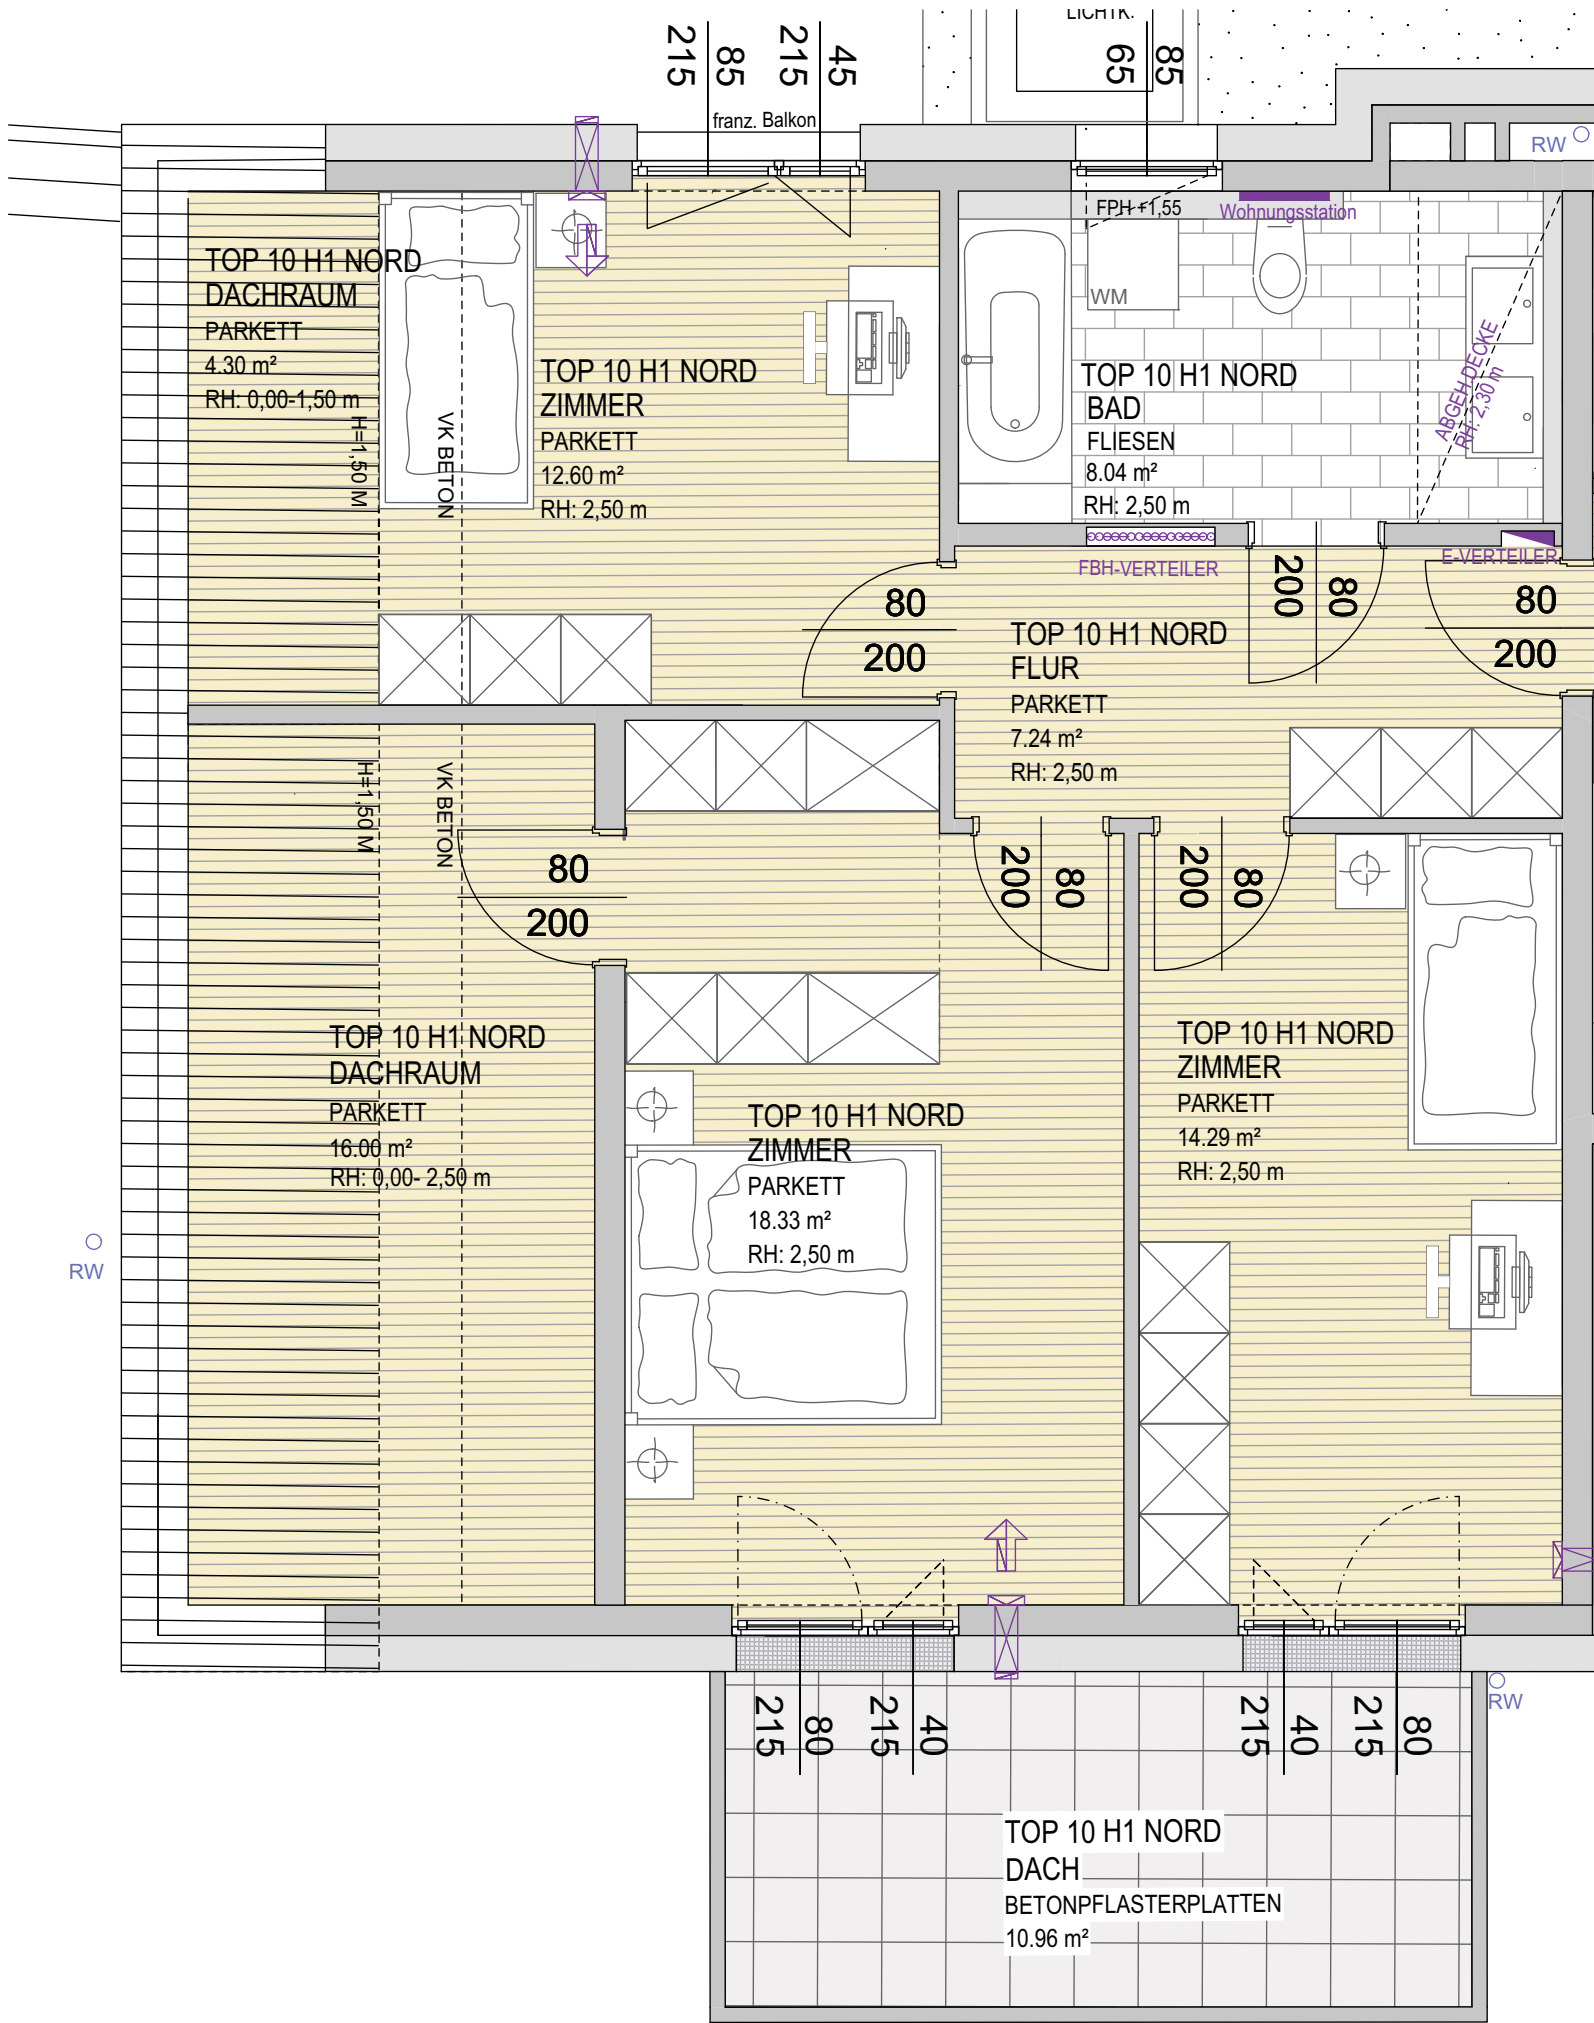 LICHTK.
215
85
215
45
65
85
franz. Balkon
RW
FPH +1,55
Wohnungsstation
WM
TOP 10 H1 NORD
DACHRAUM
PARKETT
4.30 m²
RH: 0,00-1,50 m
H=1,50 M
VK BETON
TOP 10 H1 NORD
ZIMMER
PARKETT
12.60 m²
RH: 2,50 m
TOP 10 H1 NORD
BAD
FLIESEN
8.04 m²
RH: 2,50 m
ABGEH.DECKE
RH: 2,30 m
FBH-VERTEILER
E-VERTEILER
80
200
200
80
80
200
TOP 10 H1 NORD
FLUR
PARKETT
7.24 m²
RH: 2,50 m
H=1,50 M
VK BETON
80
200
200
80
200
80
TOP 10 H1 NORD
DACHRAUM
PARKETT
16.00 m²
RH: 0,00- 2,50 m
TOP 10 H1 NORD
ZIMMER
PARKETT
18.33 m²
RH: 2,50 m
TOP 10 H1 NORD
ZIMMER
PARKETT
14.29 m²
RH: 2,50 m
RW
RW
215
80
215
40
215
40
215
80
TOP 10 H1 NORD
DACH
BETONPFLASTERPLATTEN
10.96 m²